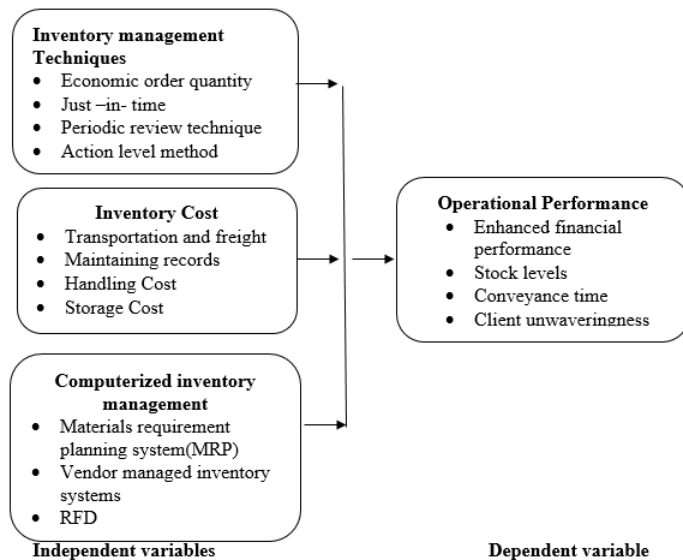 Inventory management
Techniques
• Economic order quantity
• Just –in- time
• Periodic review technique
• Action level method
Inventory Cost
• Transportation and freight
• Maintaining records
• Handling Cost
• Storage Cost
Computerized inventory
management
• Materials requirement
planning system(MRP)
• Vendor managed inventory
systems
• RFD
Independent variables
Operational Performance
• Enhanced financial
performance
• Stock levels
• Conveyance time
• Client unwaveringness
Dependent variable